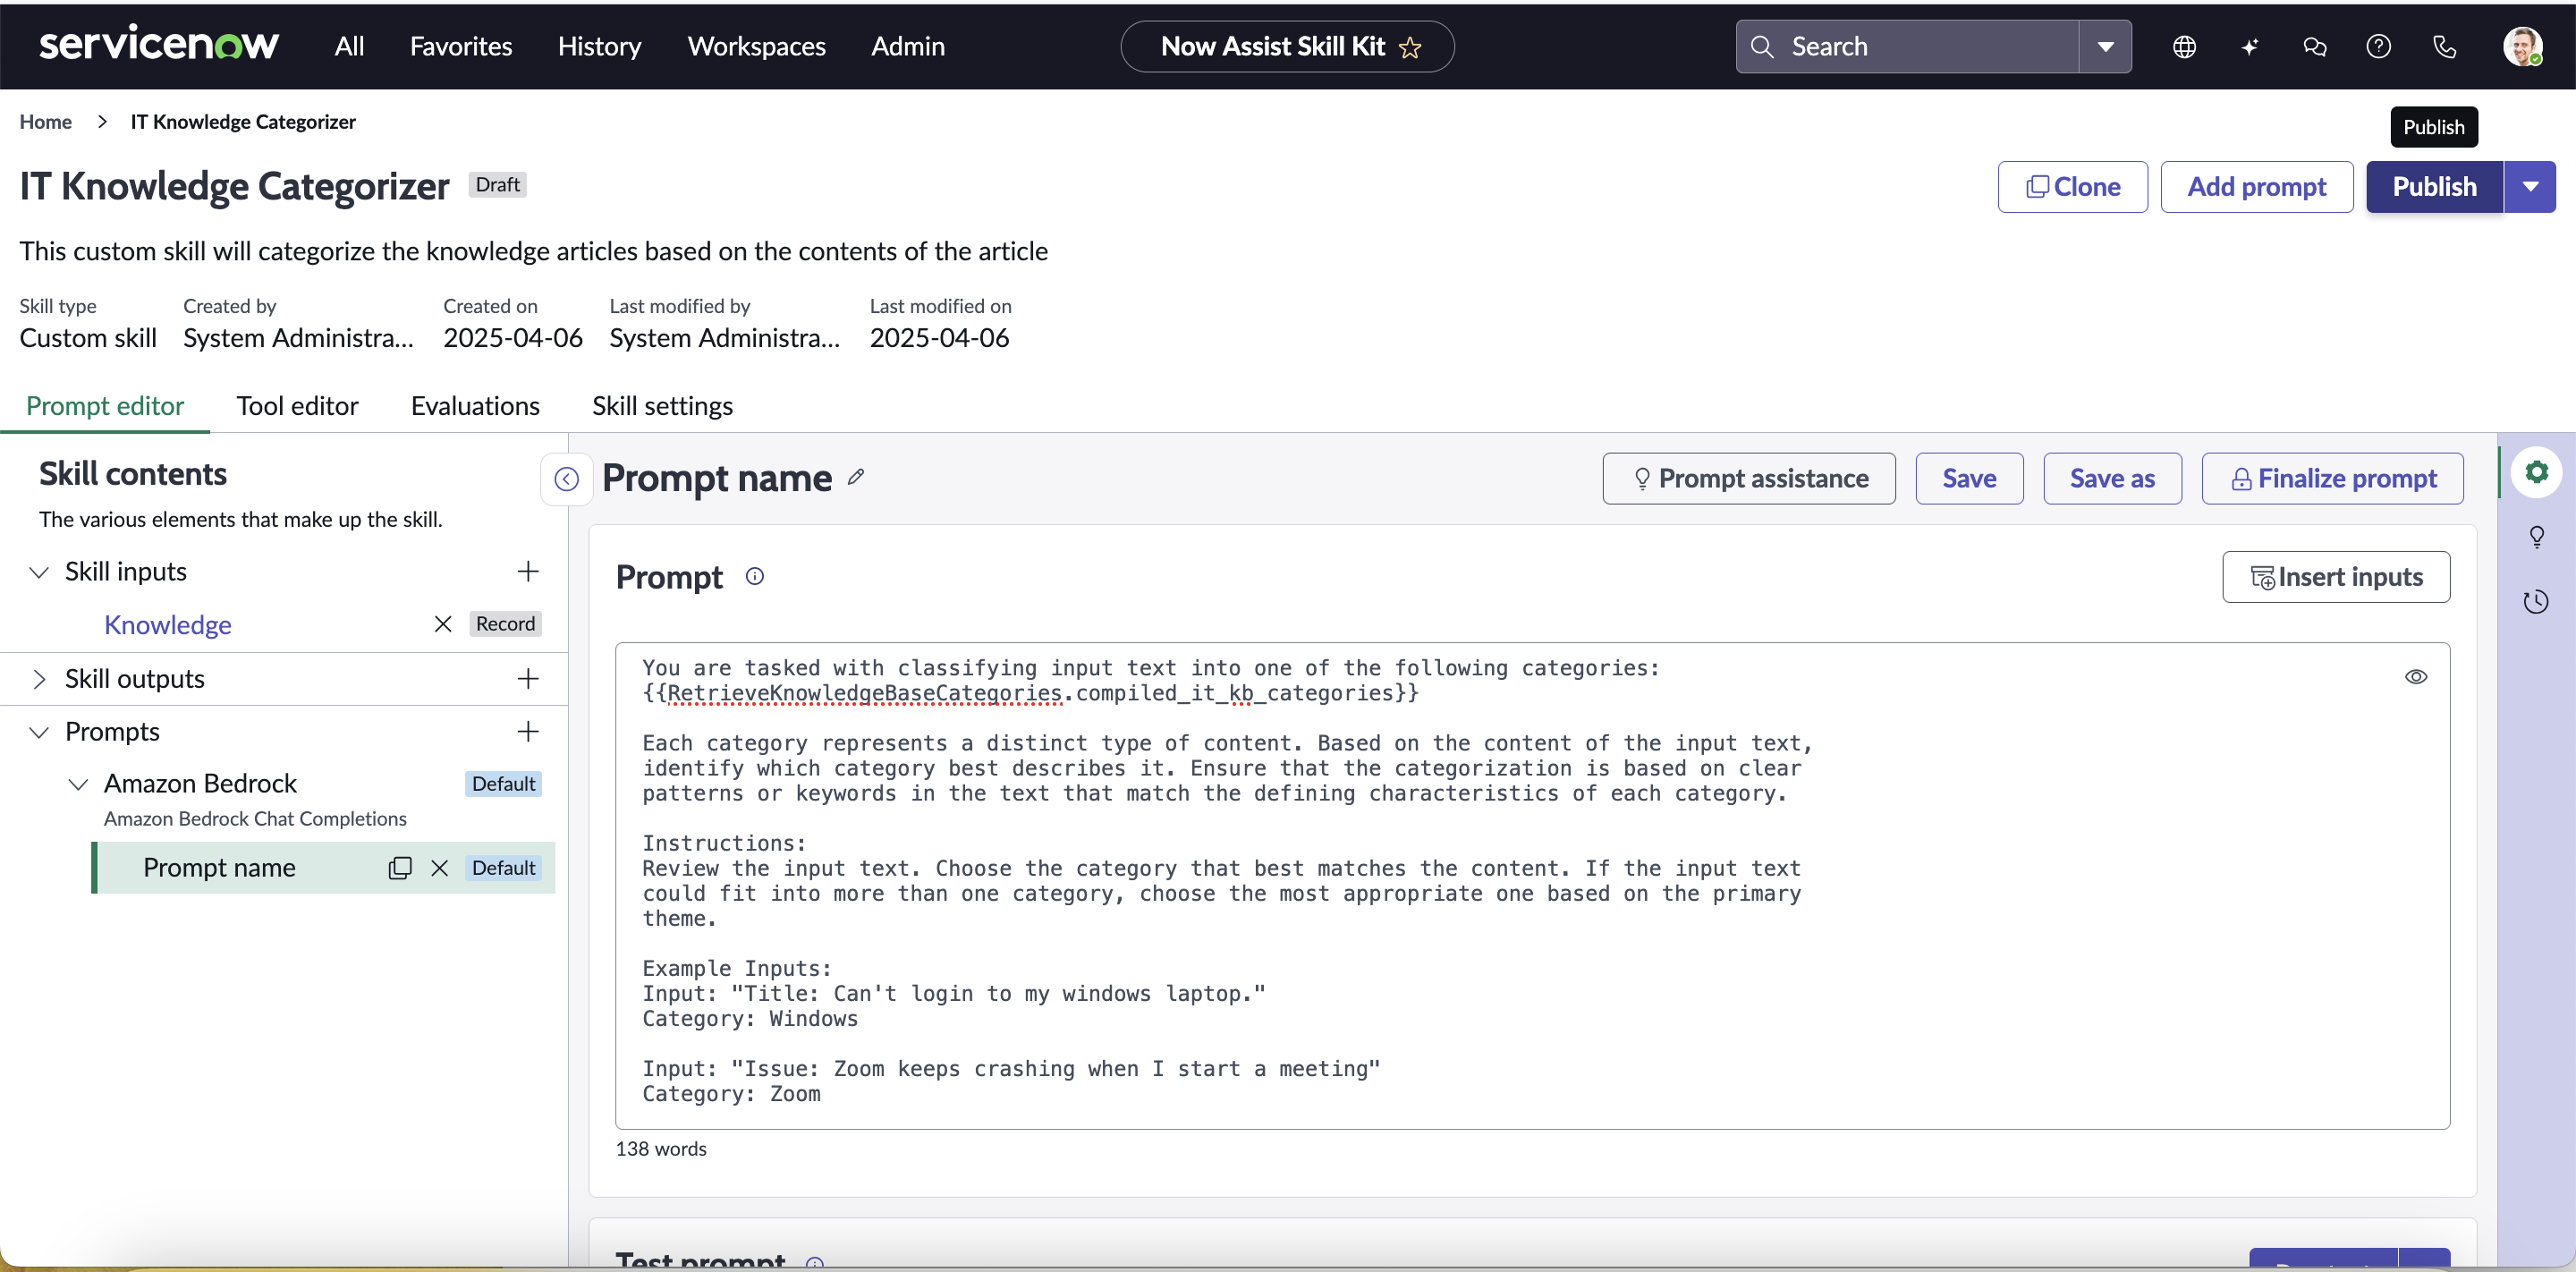 servicenow All Favorites History Workspaces Admin Now Assist Skill Kit Search
Home > IT Knowledge Categorizer
Publish
IT Knowledge Categorizer Draft
Clone Add prompt Publish
This custom skill will categorize the knowledge articles based on the contents of the article
Skill type Created by Created on Last modified by Last modified on
Custom skill System Administra... 2025-04-06 System Administra... 2025-04-06
Prompt editor Tool editor Evaluations Skill settings
Skill contents
The various elements that make up the skill.
Skill inputs
Knowledge Record
Skill outputs
Prompts
Amazon Bedrock Default
Amazon Bedrock Chat Completions
Prompt name Default
Prompt name Prompt assistance Save Save as Finalize prompt
Prompt Insert inputs
You are tasked with classifying input text into one of the following categories:
{{RetrieveKnowledgeBaseCategories.compiled_it_kb_categories}}
Each category represents a distinct type of content. Based on the content of the input text,
identify which category best describes it. Ensure that the categorization is based on clear
patterns or keywords in the text that match the defining characteristics of each category.
Instructions:
Review the input text. Choose the category that best matches the content. If the input text
could fit into more than one category, choose the most appropriate one based on the primary
theme.
Example Inputs:
Input: "Title: Can't login to my windows laptop."
Category: Windows
Input: "Issue: Zoom keeps crashing when I start a meeting"
Category: Zoom
138 words
Test prompt